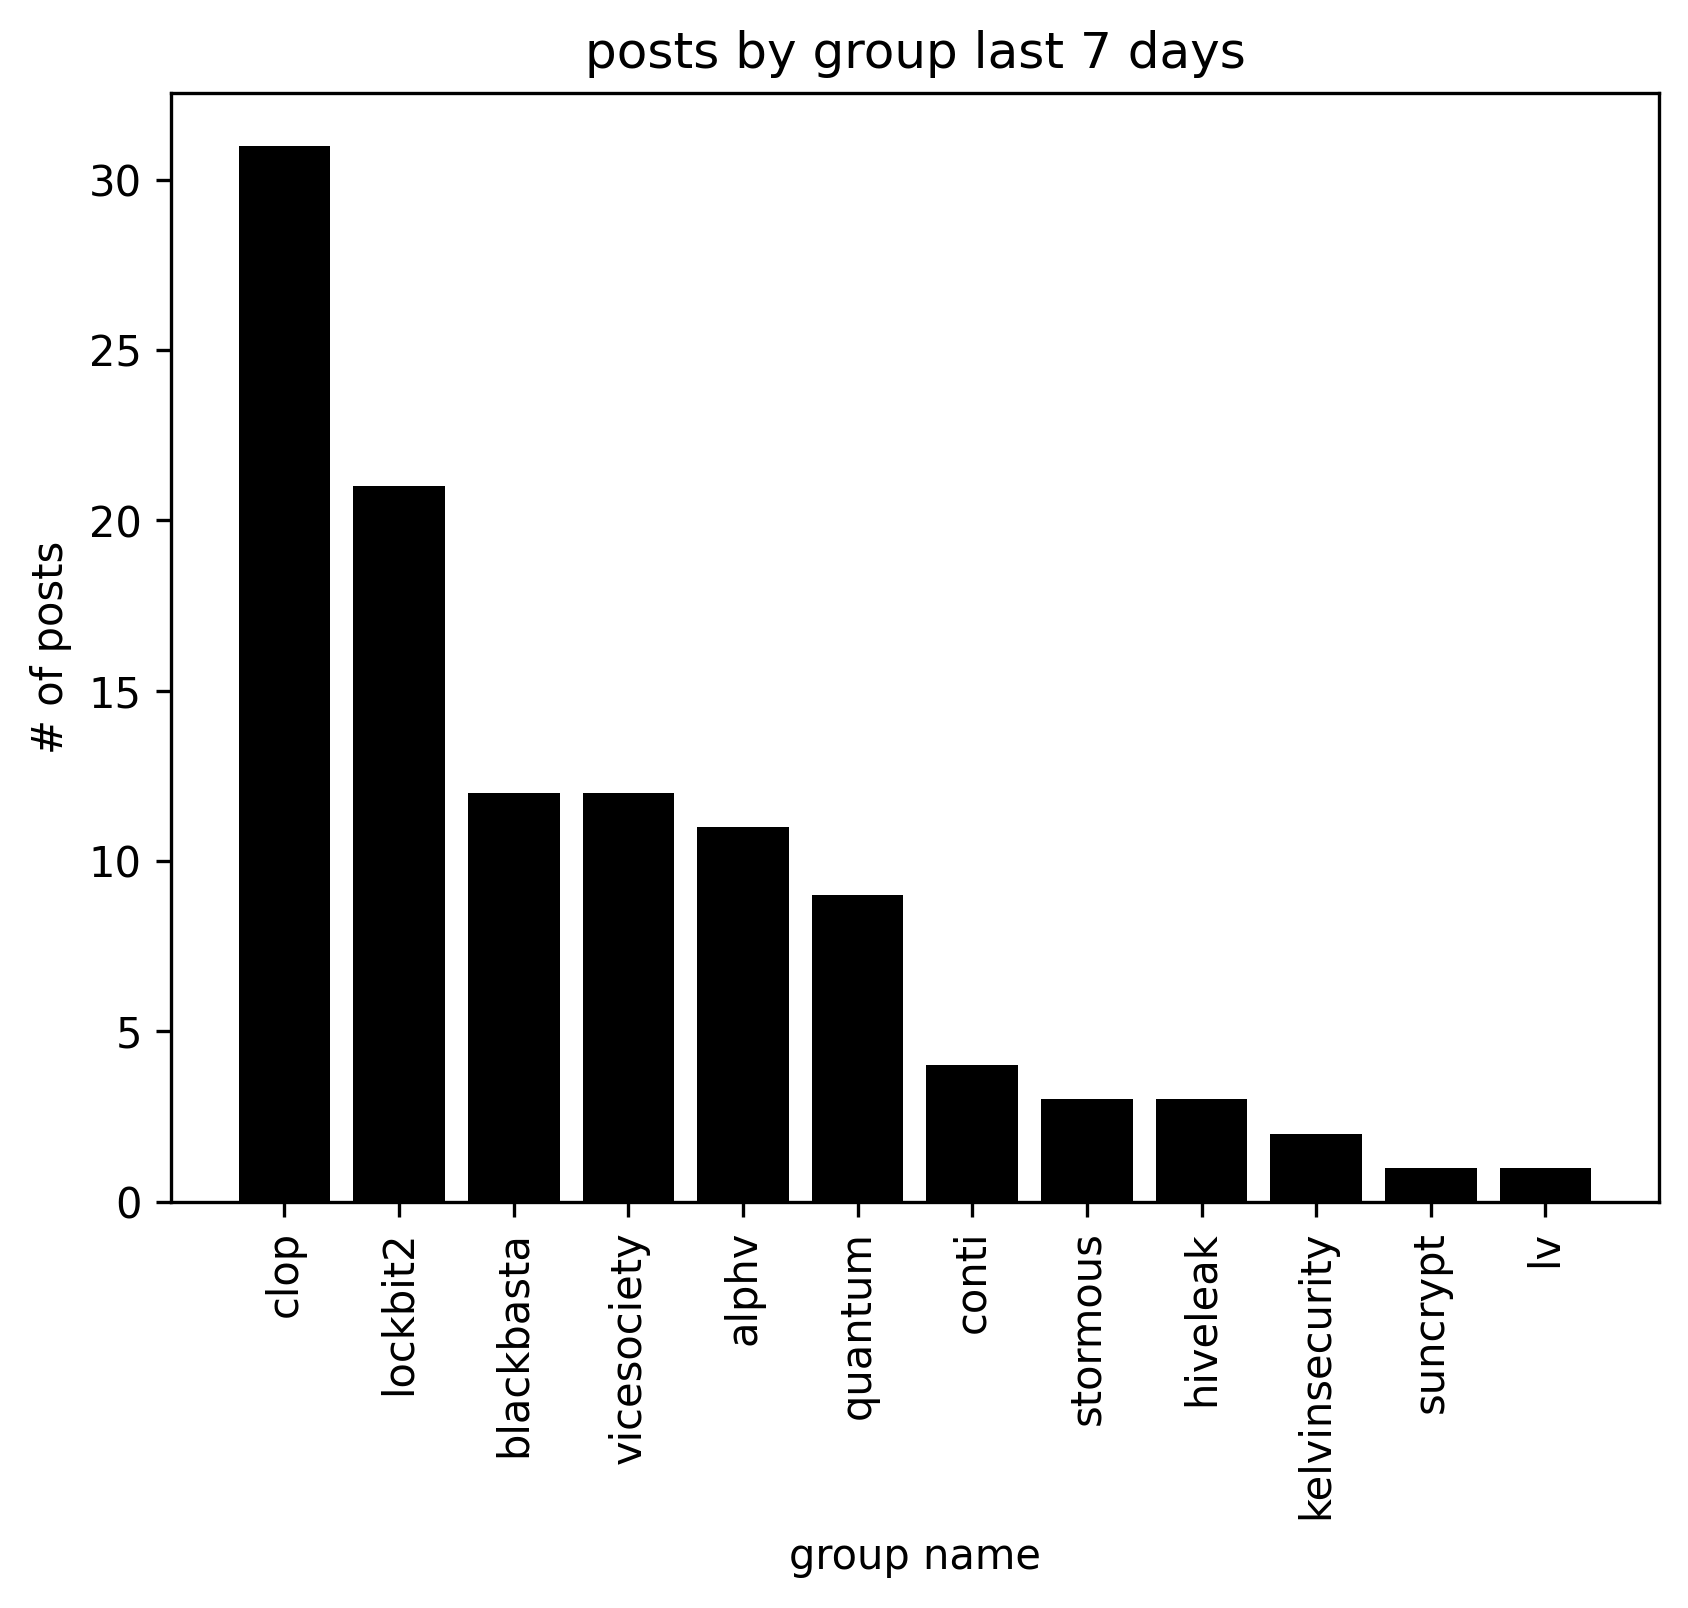 posts by group last 7 days
# of posts
30
25
20
15
10
5
0
clop
lockbit2
blackbasta
vicesociety
alphv
quantum
conti
stormous
hiveleak
kelvinsecurity
suncrypt
lv
group name